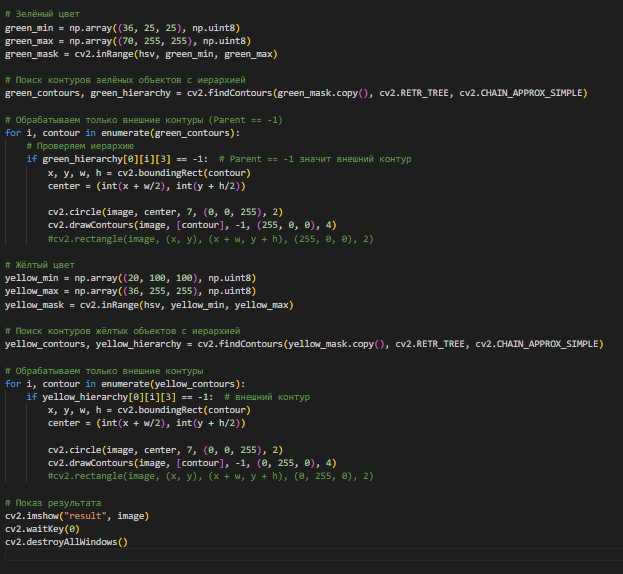 # Зелёный цвет
green_min = np.array((36, 25, 25), np.uint8)
green_max = np.array((70, 255, 255), np.uint8)
green_mask = cv2.inRange(hsv, green_min, green_max)
# Поиск контуров зелёных объектов с иерархией
green_contours, green_hierarchy = cv2.findContours(green_mask.copy(), cv2.RETR_TREE, cv2.CHAIN_APPROX_SIMPLE)
# Обрабатываем только внешние контуры (Parent == -1)
for i, contour in enumerate(green_contours):
# Проверяем иерархию
if green_hierarchy[0][i][3] == -1:  # Parent == -1 значит внешний контур
x, y, w, h = cv2.boundingRect(contour)
center = (int(x + w/2), int(y + h/2))
cv2.circle(image, center, 7, (0, 0, 255), 2)
cv2.drawContours(image, [contour], -1, (255, 0, 0), 4)
#cv2.rectangle(image, (x, y), (x + w, y + h), (255, 0, 0), 2)
# Жёлтый цвет
yellow_min = np.array((20, 100, 100), np.uint8)
yellow_max = np.array((36, 255, 255), np.uint8)
yellow_mask = cv2.inRange(hsv, yellow_min, yellow_max)
# Поиск контуров жёлтых объектов с иерархией
yellow_contours, yellow_hierarchy = cv2.findContours(yellow_mask.copy(), cv2.RETR_TREE, cv2.CHAIN_APPROX_SIMPLE)
# Обрабатываем только внешние контуры
for i, contour in enumerate(yellow_contours):
if yellow_hierarchy[0][i][3] == -1:  # внешний контур
x, y, w, h = cv2.boundingRect(contour)
center = (int(x + w/2), int(y + h/2))
cv2.circle(image, center, 7, (0, 0, 255), 2)
cv2.drawContours(image, [contour], -1, (0, 255, 0), 4)
#cv2.rectangle(image, (x, y), (x + w, y + h), (0, 255, 0), 2)
# Показ результата
cv2.imshow("result", image)
cv2.waitKey(0)
cv2.destroyAllWindows()